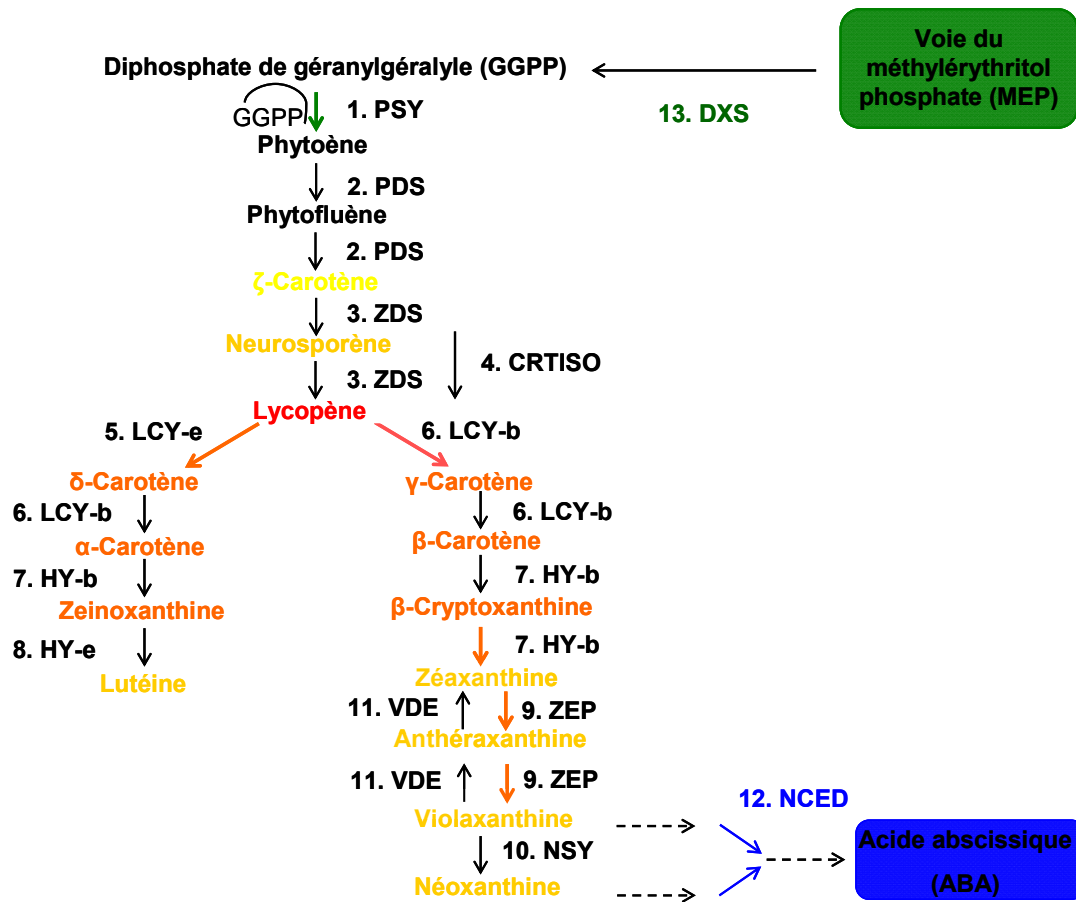 Voie du
méthylérythritol
phosphate (MEP)
Diphosphate de géranylgéralyle (GGPP)
13. DXS
GGPP
1. PSY
Phytoène
2. PDS
Phytofluène
2. PDS
ζ-Carotène
3. ZDS
Neurosporène
4. CRTISO
3. ZDS
Lycopène
5. LCY-e
6. LCY-b
δ-Carotène
γ-Carotène
6. LCY-b
6. LCY-b
α-Carotène
β-Carotène
7. HY-b
7. HY-b
Zeinoxanthine
β-Cryptoxanthine
8. HY-e
7. HY-b
Lutéine
Zéaxanthine
11. VDE
9. ZEP
Anthéraxanthine
11. VDE
9. ZEP
12. NCED
Violaxanthine
10. NSY
Acide abscissique
(ABA)
Néoxanthine